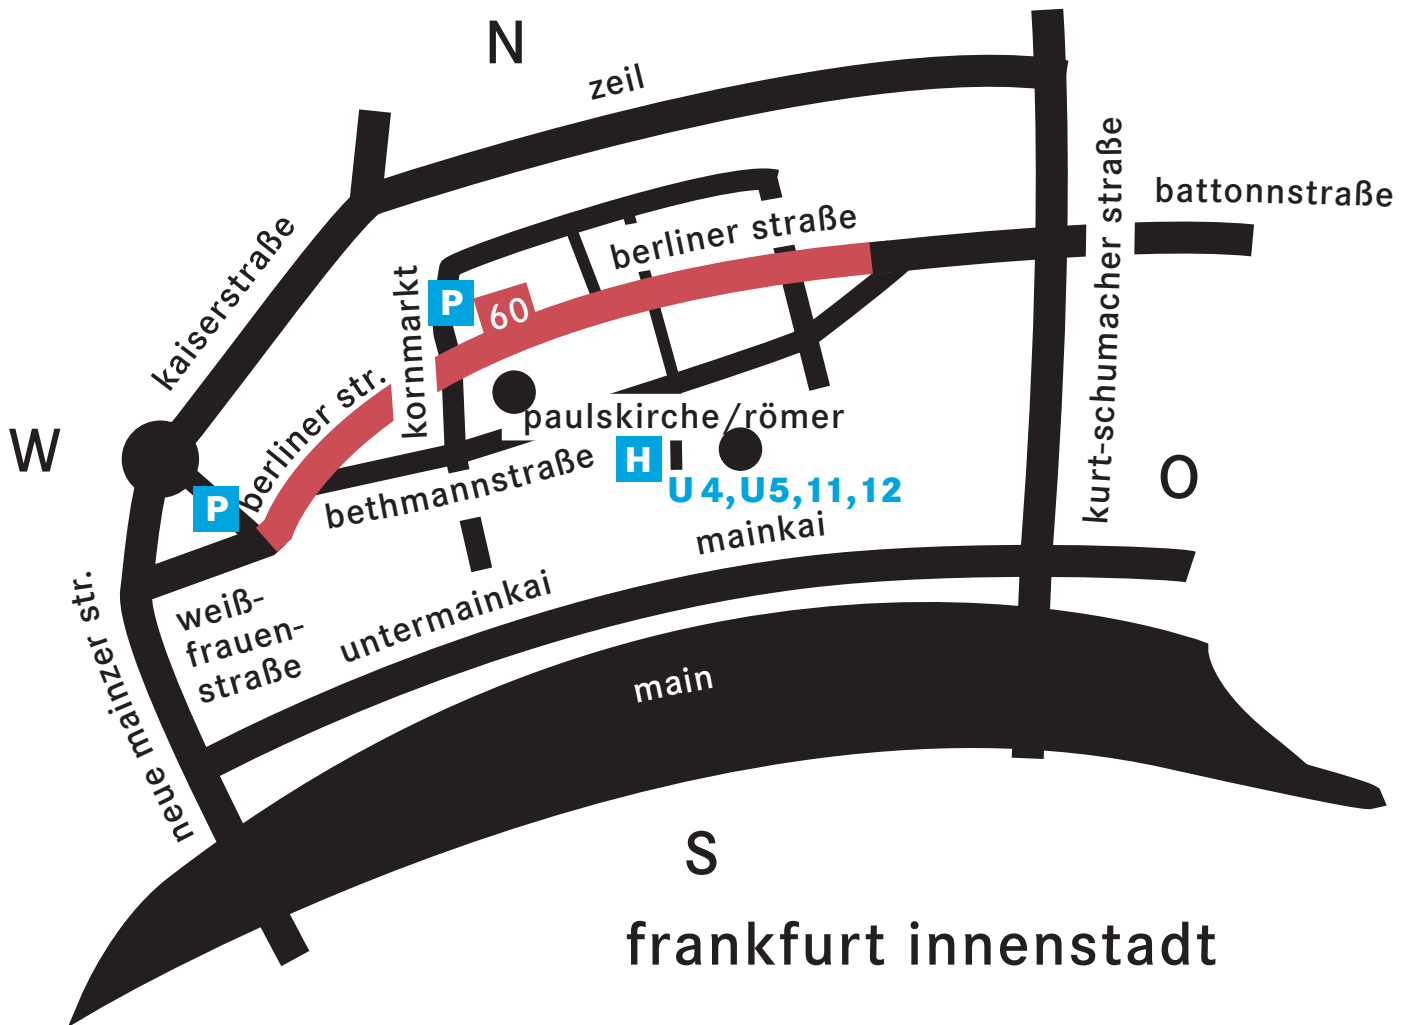 N
zeil
kaiserstraße
kornmarkt
P
60
berliner straße
kurt-schumacher straße
battonnstraße
W
berliner str.
P
paulskirche/römer
H
U4,U5,11,12
bethmannstraße
O
mainkai
untermainkai
weiß-
frauen-
straße
neue mainzer str.
main
S
frankfurt innenstadt